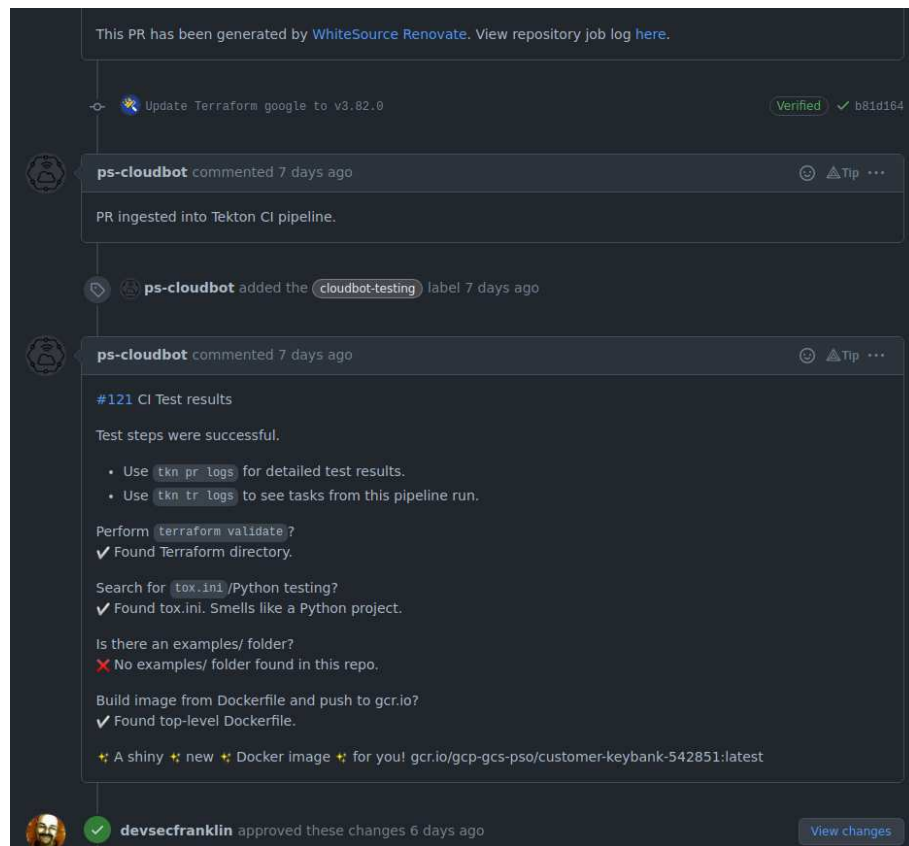 This PR has been generated by WhiteSource Renovate. View repository job log here.
Update Terraform google to v3.82.0 Verified b81d164
ps-cloudbot commented 7 days ago Tip ...
PR ingested into Tekton CI pipeline.
ps-cloudbot added the cloudbot-testing label 7 days ago
ps-cloudbot commented 7 days ago Tip ...
#121 CI Test results
Test steps were successful.
• Use tkn pr logs for detailed test results.
• Use tkn tr logs to see tasks from this pipeline run.
Perform terraform validate?
✔ Found Terraform directory.
Search for tox.ini/Python testing?
✔ Found tox.ini. Smells like a Python project.
Is there an examples/ folder?
❌ No examples/ folder found in this repo.
Build image from Dockerfile and push to gcr.io?
✔ Found top-level Dockerfile.
✨ A shiny ✨ new ✨ Docker image ✨ for you! gcr.io/gcp-gcs-pso/customer-keybank-542851:latest
devsecfranklin approved these changes 6 days ago View changes